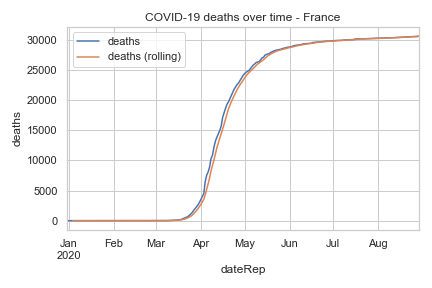 COVID-19 deaths over time - France
deaths
deaths (rolling)
30000
25000
20000
15000
10000
5000
0
deaths
Jan Feb Mar Apr May Jun Jul Aug
2020
dateRep